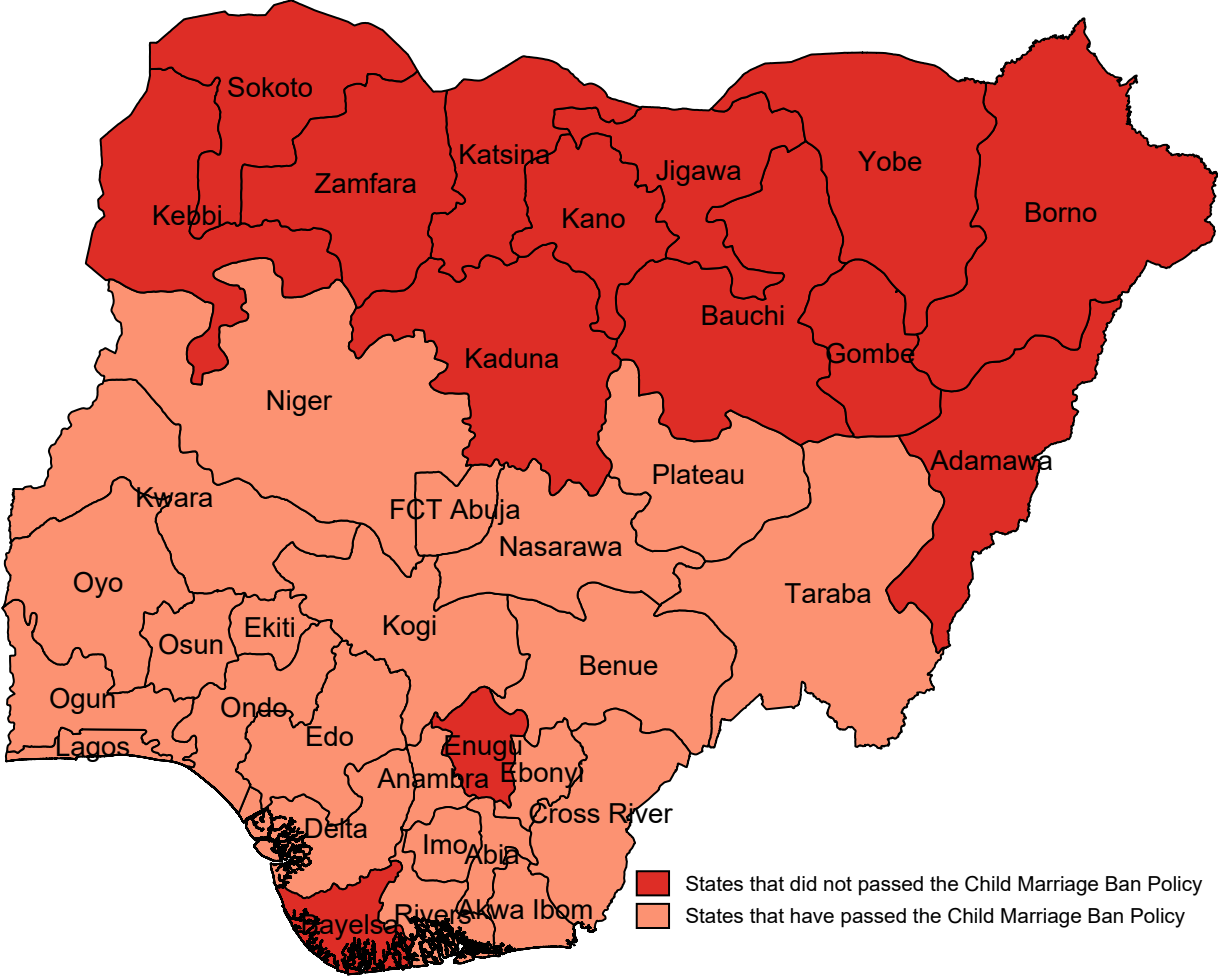 Sokoto
Katsina
Jigawa
Yobe
Zamfara
Kebbi
Kano
Borno
Bauchi
Gombe
Kaduna
Niger
Adamawa
Plateau
Kwara
FCT Abuja
Nasarawa
Oyo
Taraba
Ekiti
Kogi
Osun
Benue
Ogun
Ondo
Edo
Lagos
Enugu
Ebonyi
Anambra
Cross River
Delta
Imo
Abia
States that did not passed the Child Marriage Ban Policy
Rivers
Akwa Ibom
States that have passed the Child Marriage Ban Policy
Bayelsa